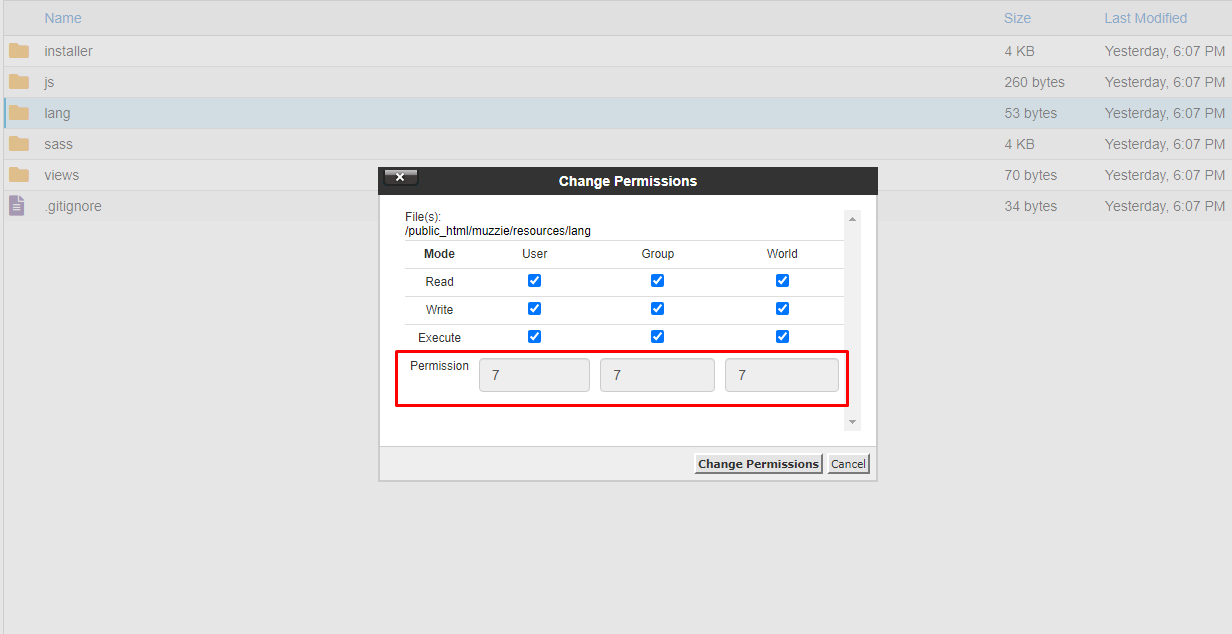 Name Size Last Modified
installer 4 KB Yesterday, 6:07 PM
js 260 bytes Yesterday, 6:07 PM
lang 53 bytes Yesterday, 6:07 PM
sass 4 KB Yesterday, 6:07 PM
views 70 bytes Yesterday, 6:07 PM
.gitignore 34 bytes Yesterday, 6:07 PM
Change Permissions
File(s):
/public_html/muzzie/resources/lang
Mode User Group World
Read
Write
Execute
Permission 7 7 7
Change Permissions Cancel